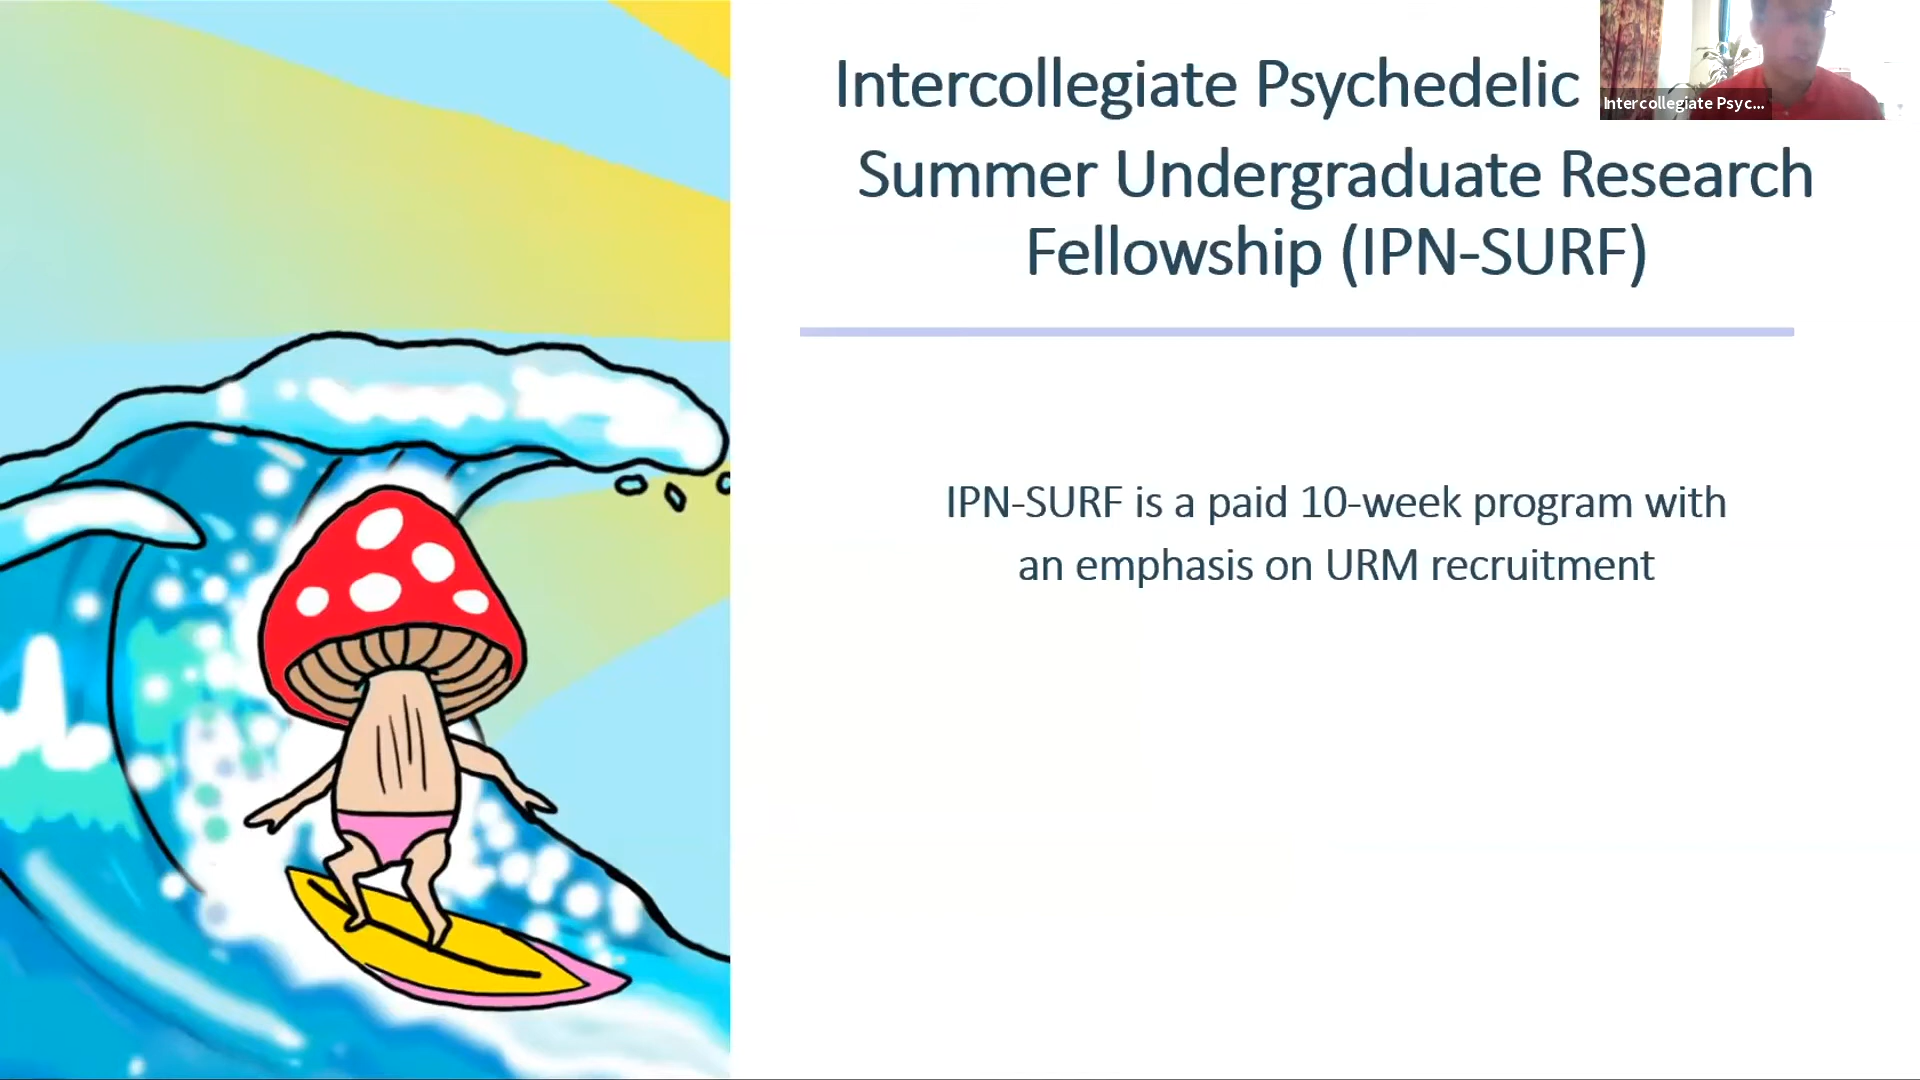 Intercollegiate Psychedelic
Intercollegiate Psyc...
Summer Undergraduate Research
Fellowship (IPN-SURF)
IPN-SURF is a paid 10-week program with
an emphasis on URM recruitment